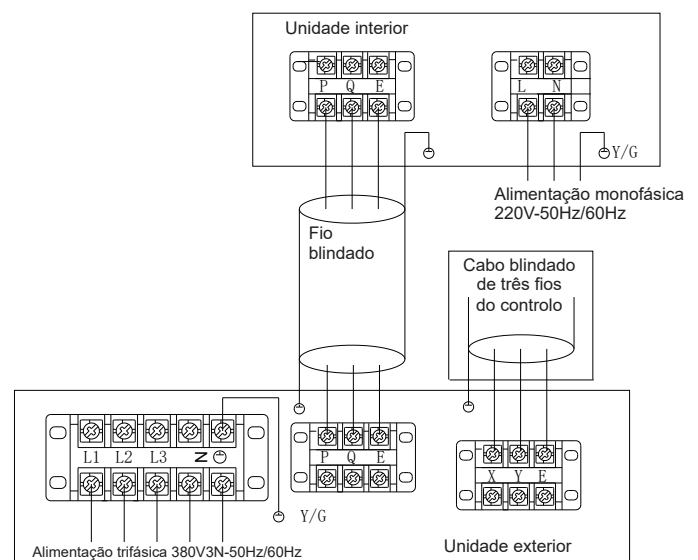 Unidade interior
P Q E
L N
Y/G
Alimentação monofásica
220V-50Hz/60Hz
Fio
blindado
Cabo blindado
de três fios
do controlo
L1 L2 L3 N
P Q E
X Y E
Y/G
Alimentação trifásica 380V3N-50Hz/60Hz
Unidade exterior